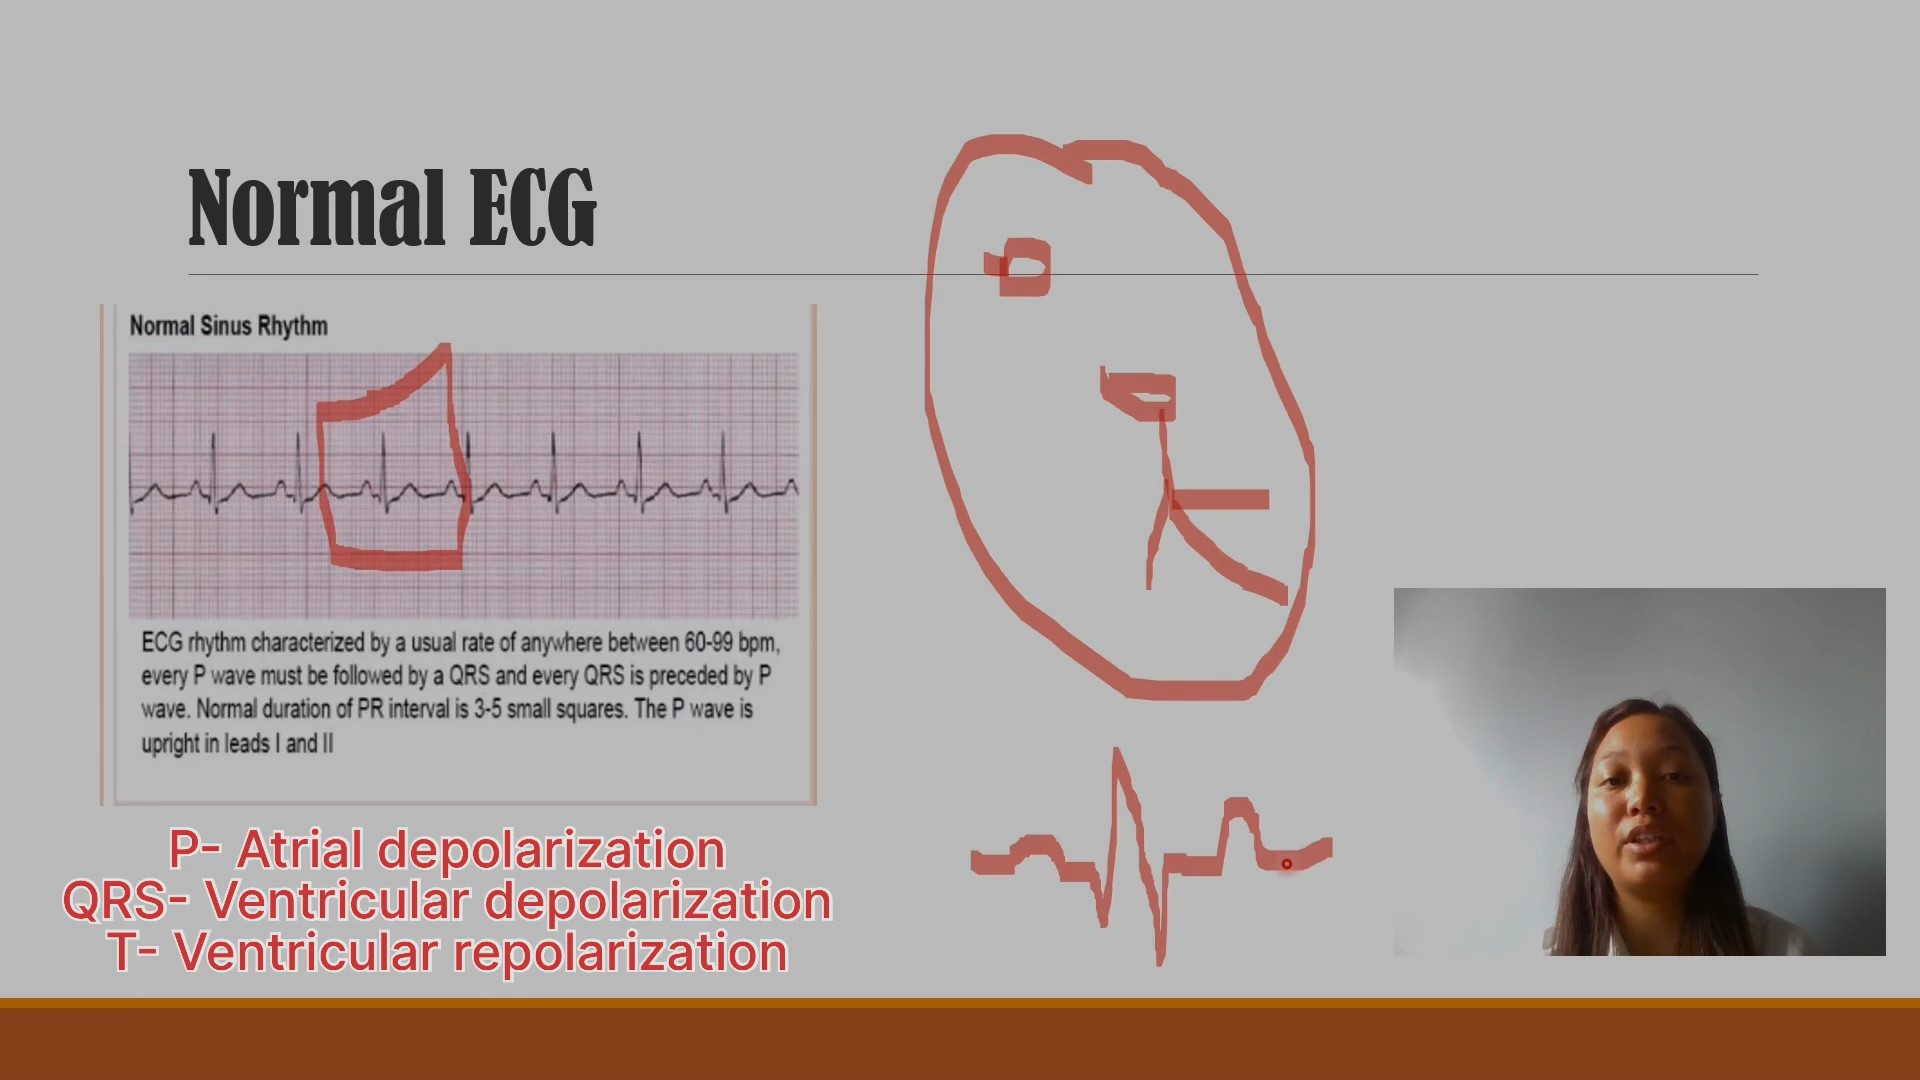 Normal ECG
Normal Sinus Rhythm
ECG rhythm characterized by a usual rate of anywhere between 60-99 bpm,
every P wave must be followed by a QRS and every QRS is preceded by P
wave. Normal duration of PR interval is 3-5 small squares. The P wave is
upright in leads I and II
P- Atrial depolarization
QRS- Ventricular depolarization
T- Ventricular repolarization